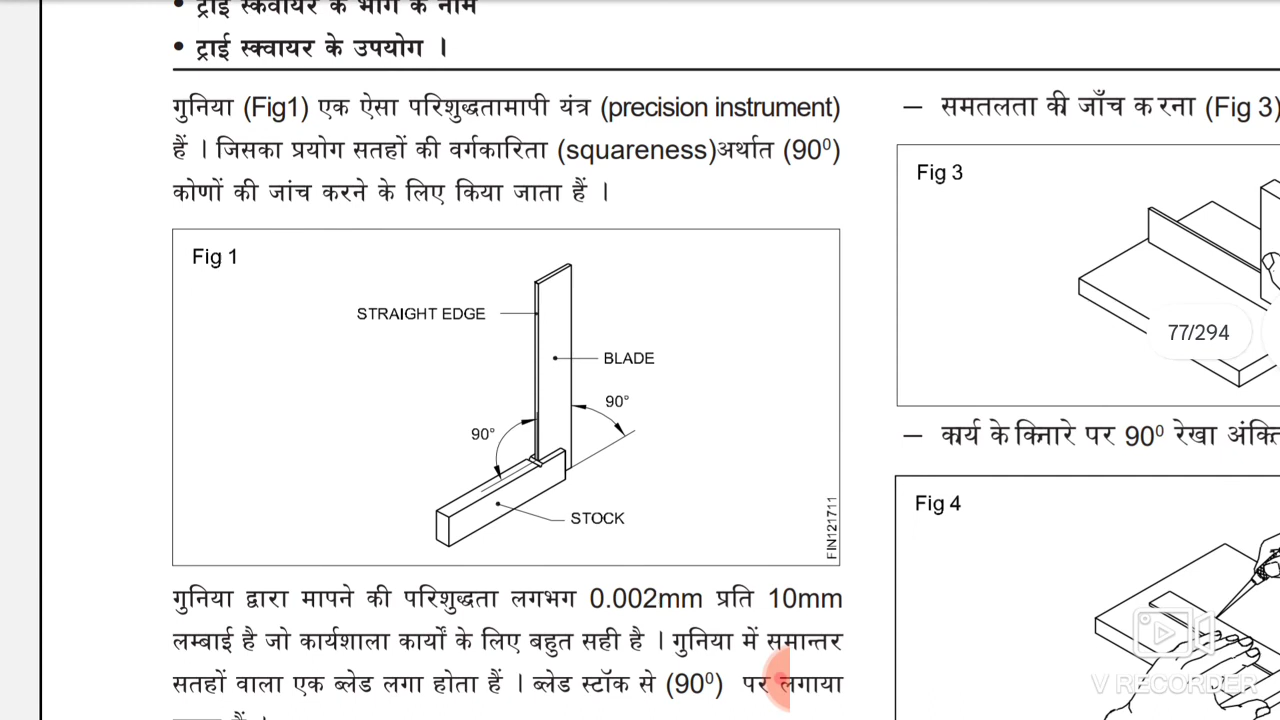 • ट्राई स्कवायर के भाग के नाम
• ट्राई स्क्वायर के उपयोग ।
गुनिया (Fig1) एक ऐसा परिशुद्धतामापी यंत्र (precision instrument)
हैं । जिसका प्रयोग सतहों की वर्गकारिता (squareness)अर्थात (90⁰)
कोणों की जांच करने के लिए किया जाता हैं ।
Fig 1
STRAIGHT EDGE
BLADE
90°
90°
STOCK
FIN121711
गुनिया द्वारा मापने की परिशुद्धता लगभग 0.002mm प्रति 10mm
लम्बाई है जो कार्यशाला कार्यों के लिए बहुत सही है । गुनिया में समान्तर
सतहों वाला एक ब्लेड लगा होता हैं । ब्लेड स्टॉक से (90⁰) पर लगाया
– समतलता की जाँच करना (Fig 3)
Fig 3
77/294
– कार्य के किनारे पर 90⁰ रेखा
Fig 4
V RECORDER